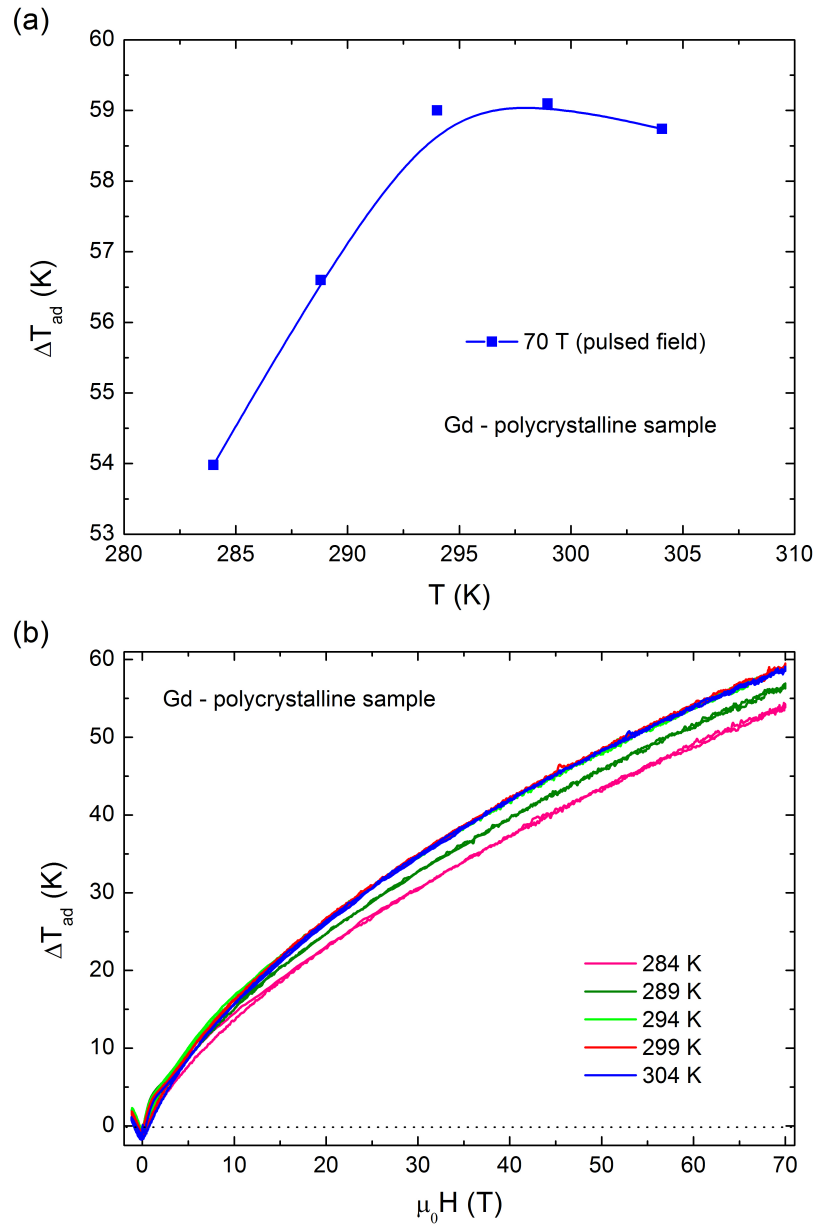 (a)
60
59
58
57
56
55
54
53
ΔT_ad (K)
70 T (pulsed field)
Gd - polycrystalline sample
280 285 290 295 300 305 310
T (K)
(b)
60
50
40
30
20
10
0
ΔT_ad (K)
Gd - polycrystalline sample
284 K
289 K
294 K
299 K
304 K
0 10 20 30 40 50 60 70
μ₀H (T)